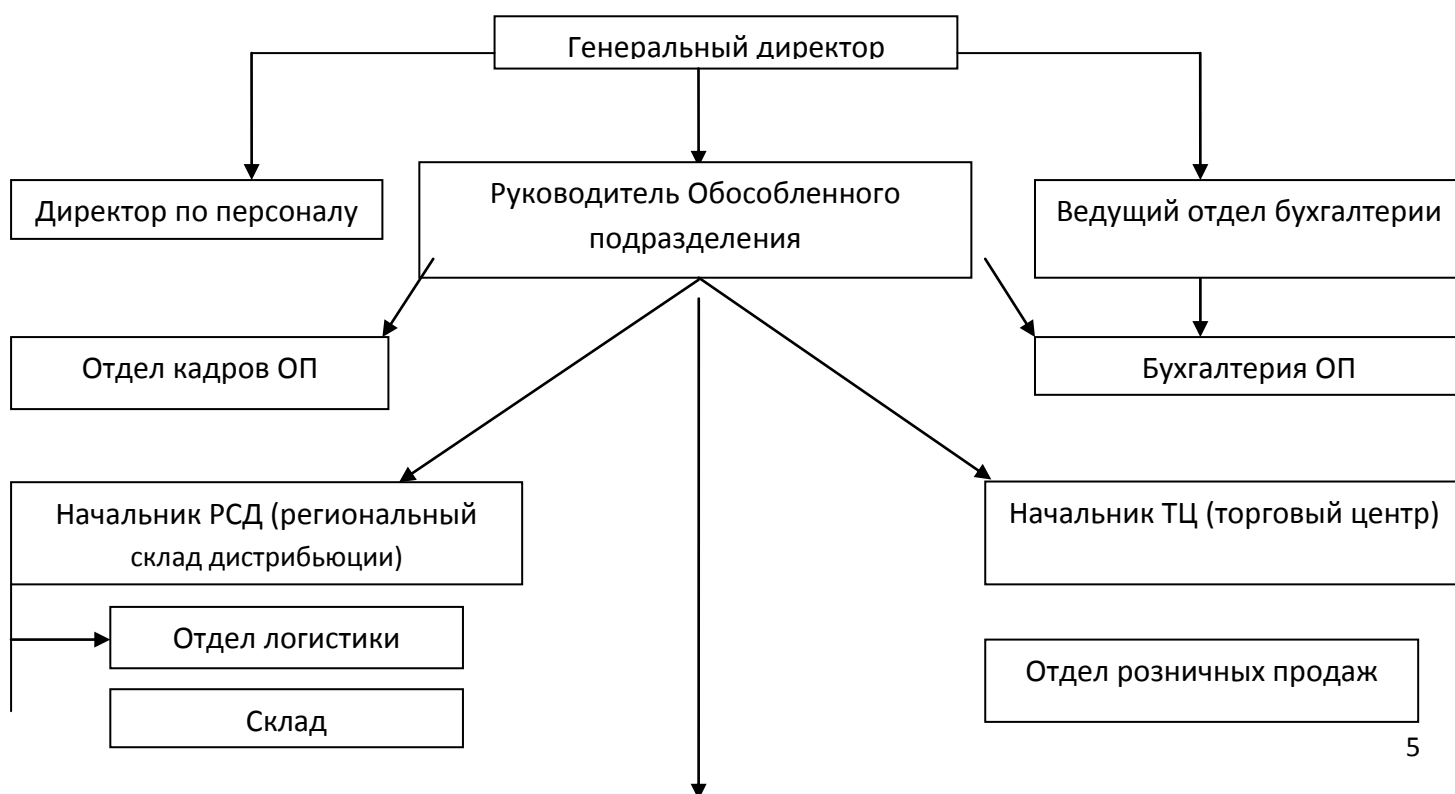 Генеральный директор
Директор по персоналу
Руководитель Обособленного
подразделения
Ведущий отдел бухгалтерии
Отдел кадров ОП
Бухгалтерия ОП
Начальник РСД (региональный
склад дистрибьюции)
Начальник ТЦ (торговый центр)
Отдел логистики
Отдел розничных продаж
Склад
5